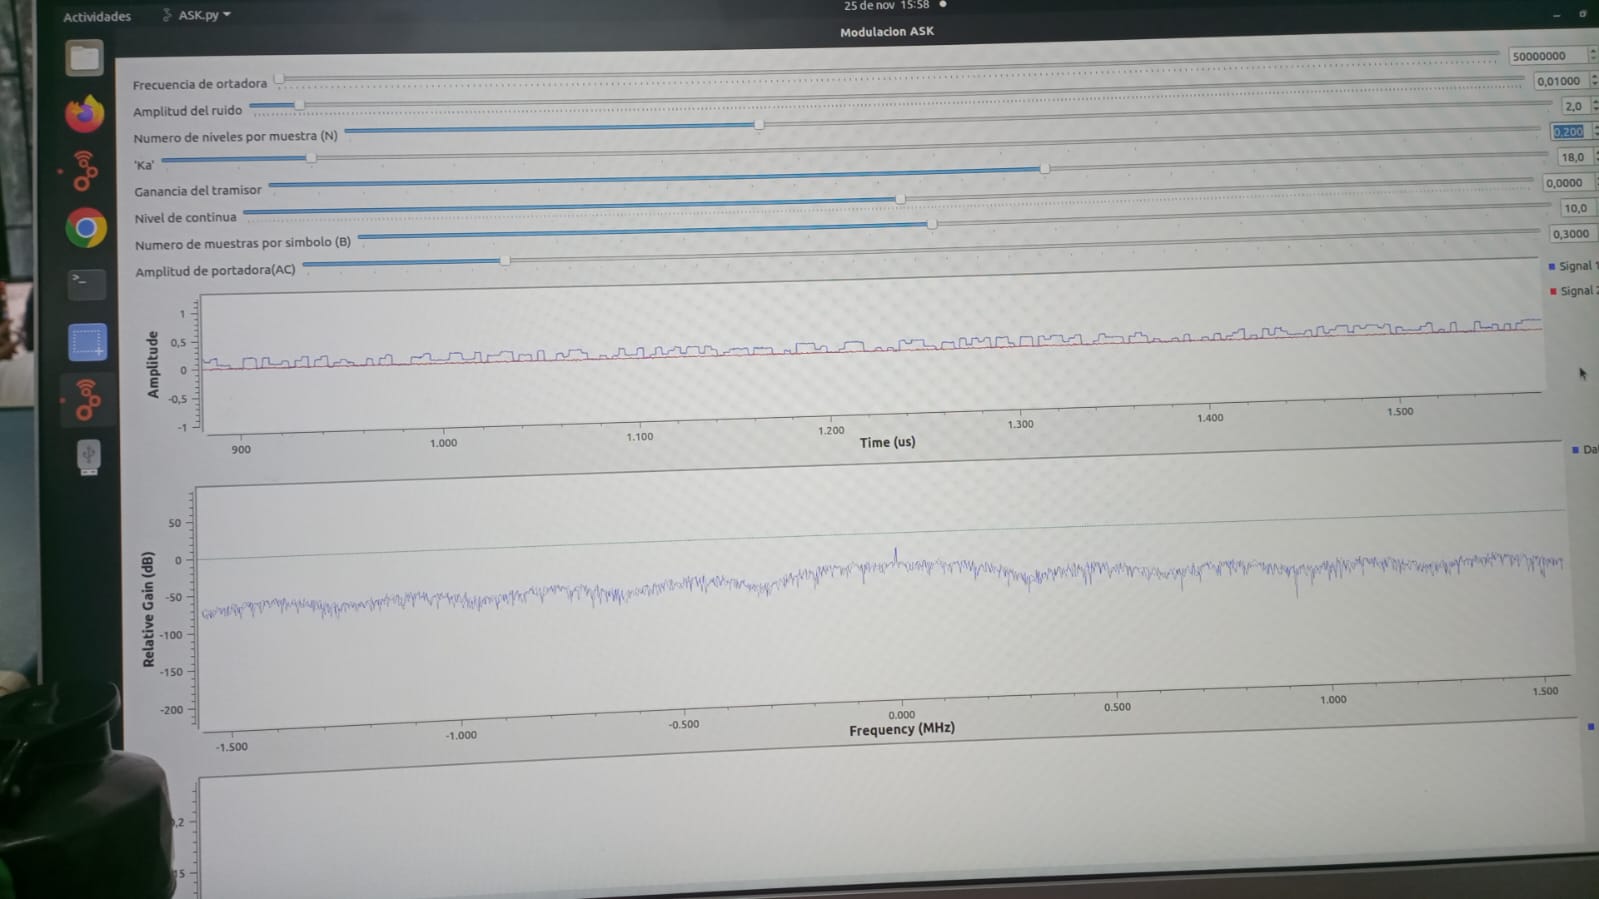 Actividades ASK.py 25 de nov 15:58
Modulacion ASK
Frecuencia de ortadora 50000000
Amplitud del ruido 0,01000
Numero de niveles por muestra (N) 2,0
'Ka' 0,200
Ganancia del tramisor 18,0
Nivel de continua 0,0000
Numero de muestras por simbolo (B) 10,0
Amplitud de portadora(AC) 0,3000
Signal 1
Signal 2
Amplitude
1
0,5
0
-0,5
-1
900 1.000 1.100 1.200 1.300 1.400 1.500
Time (us)
Relative Gain (dB)
50
0
-50
-100
-150
-200
-1.500 -1.000 -0.500 0.000 0.500 1.000 1.500
Frequency (MHz)